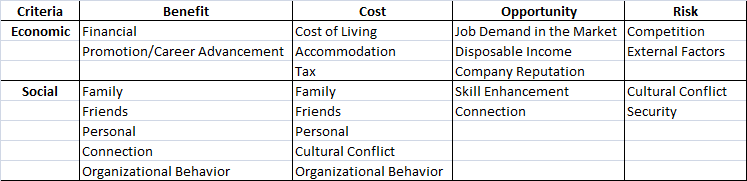 Criteria Benefit Cost Opportunity Risk
Economic Financial Cost of Living Job Demand in the Market Competition
Promotion/Career Advancement Accommodation Disposable Income External Factors
Tax Company Reputation
Social Family Family Skill Enhancement Cultural Conflict
Friends Friends Connection Security
Personal Personal
Connection Cultural Conflict
Organizational Behavior Organizational Behavior